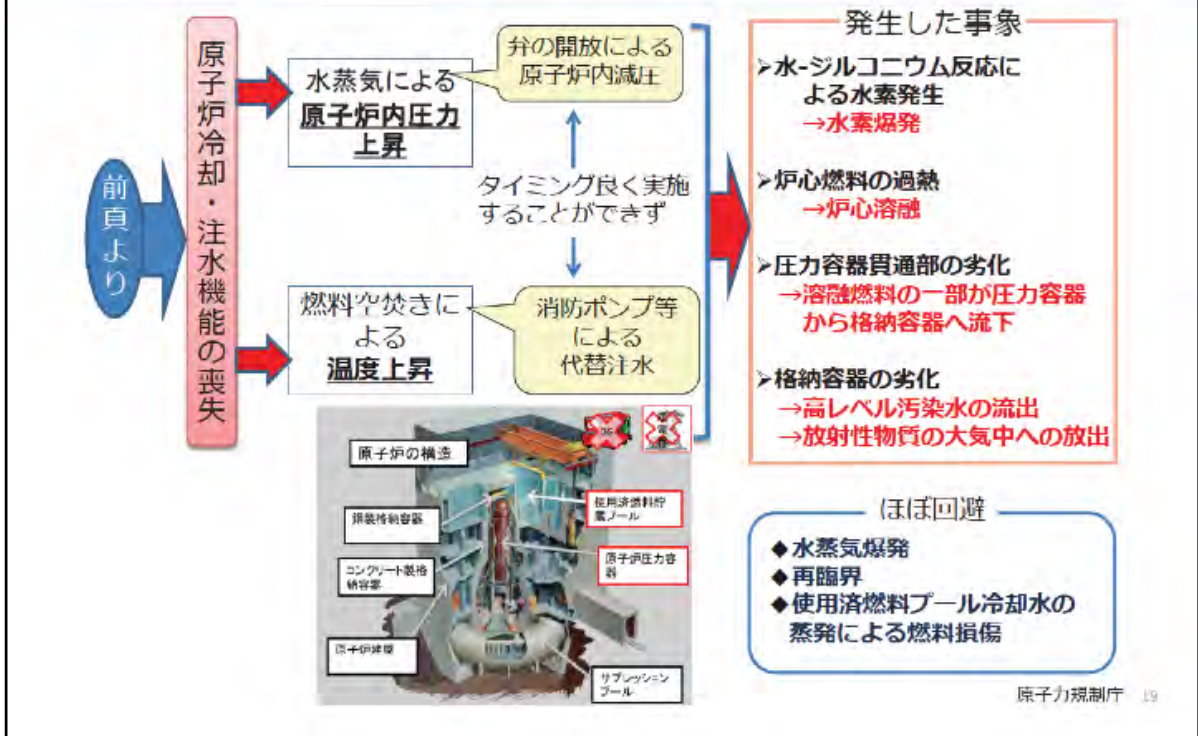 前頁より
原子炉冷却・注水機能の喪失
水蒸気による
原子炉内圧力
上昇
弁の開放による
原子炉内減圧
タイミング良く実施
することができず
燃料空焚きに
よる
温度上昇
消防ポンプ等
による
代替注水
発生した事象
➢水-ジルコニウム反応に
よる水素発生
→水素爆発
➢炉心燃料の過熱
→炉心溶融
➢圧力容器貫通部の劣化
→溶融燃料の一部が圧力容器
から格納容器へ流下
➢格納容器の劣化
→高レベル汚染水の流出
→放射性物質の大気中への放出
原子炉の構造
鋼製格納容器
コンクリート製格
納容器
原子炉建屋
使用済燃料貯
蔵プール
原子炉圧力容
器
サプレッション
プール
ほぼ回避
◆水蒸気爆発
◆再臨界
◆使用済燃料プール冷却水の
蒸発による燃料損傷
原子力規制庁
19